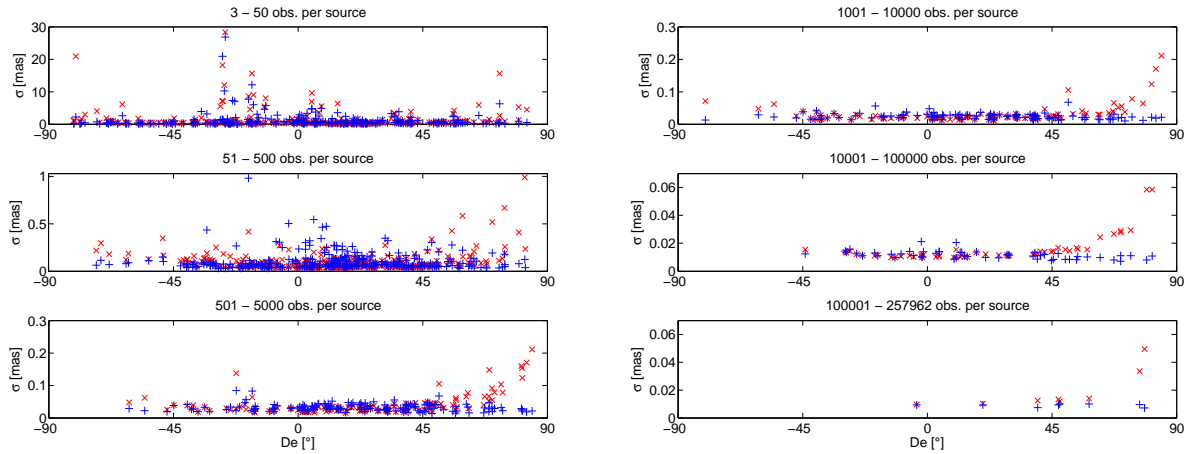 3 – 50 obs. per source
30
20
10
0
σ [mas]
−90 −45 0 45 90
51 – 500 obs. per source
1
0.5
0
σ [mas]
−90 −45 0 45 90
501 – 5000 obs. per source
0.3
0.2
0.1
0
σ [mas]
−90 −45 0 45 90
De [°]
1001 – 10000 obs. per source
0.3
0.2
0.1
0
σ [mas]
−90 −45 0 45 90
10001 – 100000 obs. per source
0.06
0.04
0.02
0
σ [mas]
−90 −45 0 45 90
100001 – 257962 obs. per source
0.06
0.04
0.02
0
σ [mas]
−90 −45 0 45 90
De [°]